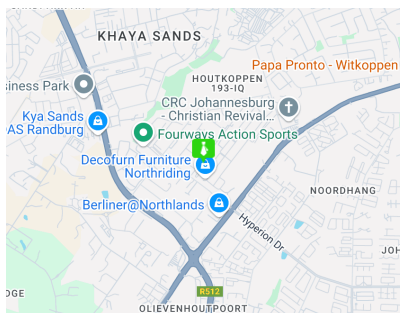 KHAYA SANDS
Papa Pronto - Witkoppen
HOUTKOPPEN
193-IQ
siness Park
CRC Johannesburg
- Christian Revival...
Kya Sands
AS Randburg
Fourways Action Sports
Decofurn Furniture
Northriding
NOORDHANG
Berliner@Northlands
Hyperion Dr
JOH
DGE
R512
OLIEVENHOUTPOORT